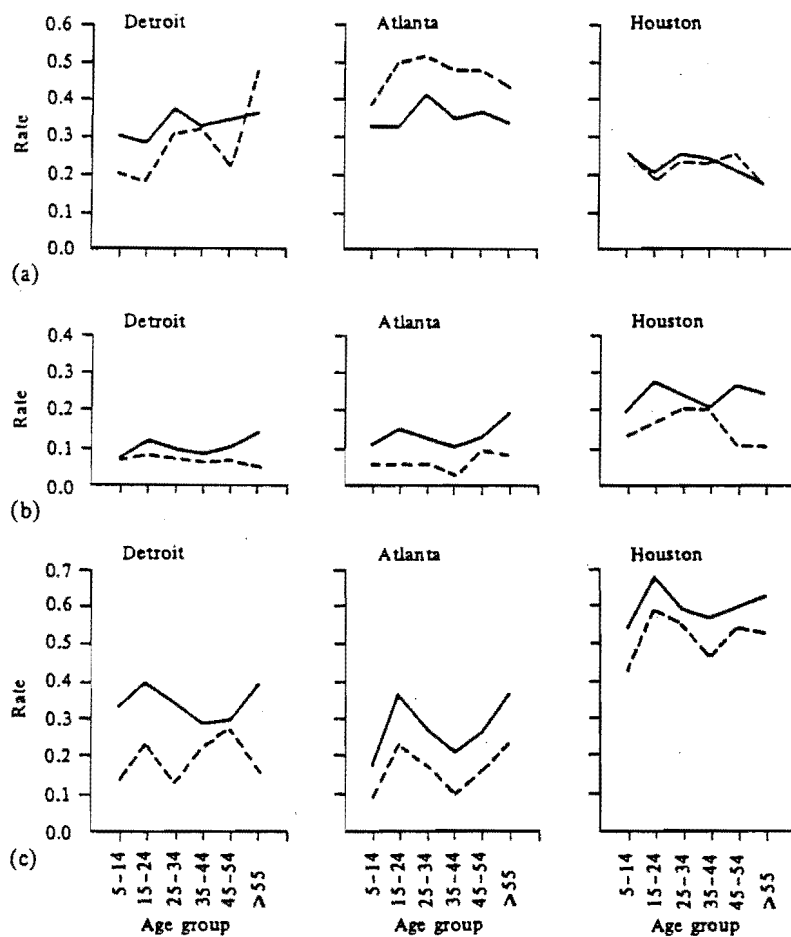 Detroit Atlanta Houston
0.6
0.5
0.4
0.3
0.2
0.1
0.0
Rate
(a)
Detroit Atlanta Houston
0.4
0.3
0.2
0.1
0.0
Rate
(b)
Detroit Atlanta Houston
0.7
0.6
0.5
0.4
0.3
0.2
0.1
0.0
Rate
(c)
5-14 15-24 25-34 35-44 45-54 >55
5-14 15-24 25-34 35-44 45-54 >55
5-14 15-24 25-34 35-44 45-54 >55
Age group Age group Age group